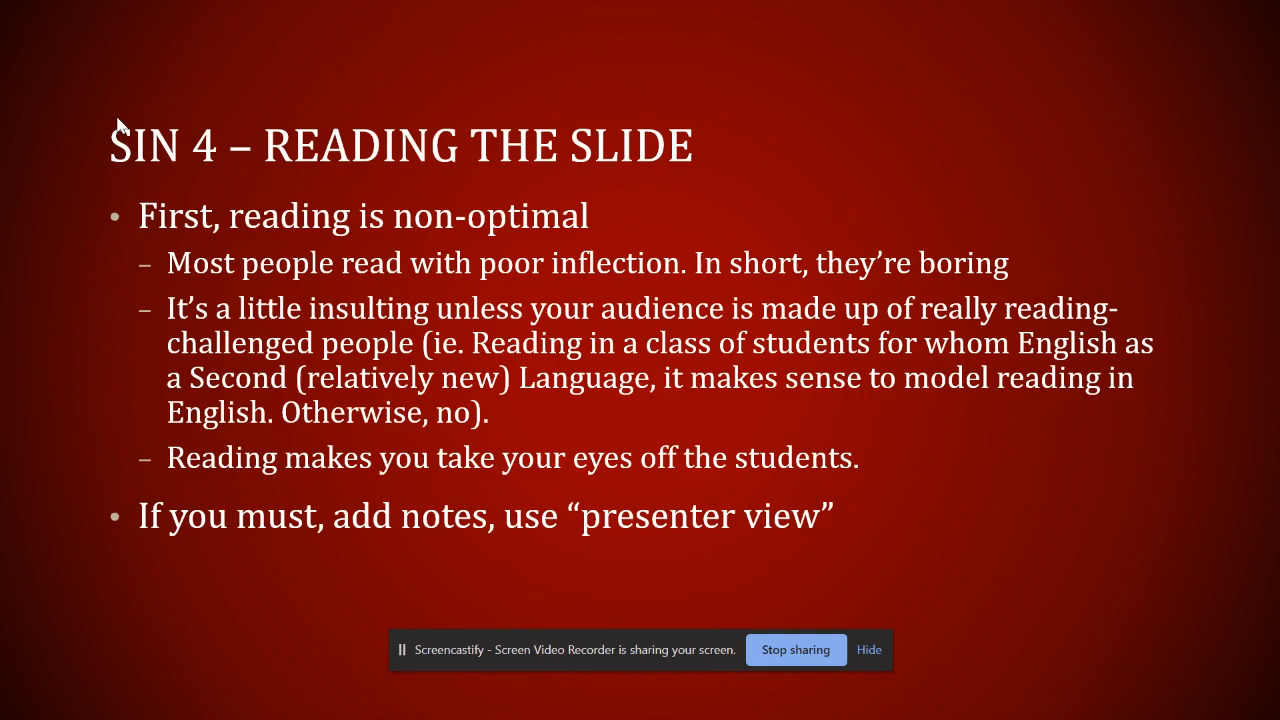 SIN 4 – READING THE SLIDE
• First, reading is non-optimal
– Most people read with poor inflection. In short, they’re boring
– It’s a little insulting unless your audience is made up of really reading-
challenged people (ie. Reading in a class of students for whom English as
a Second (relatively new) Language, it makes sense to model reading in
English. Otherwise, no).
– Reading makes you take your eyes off the students.
• If you must, add notes, use “presenter view”
Screencastify - Screen Video Recorder is sharing your screen. Stop sharing Hide